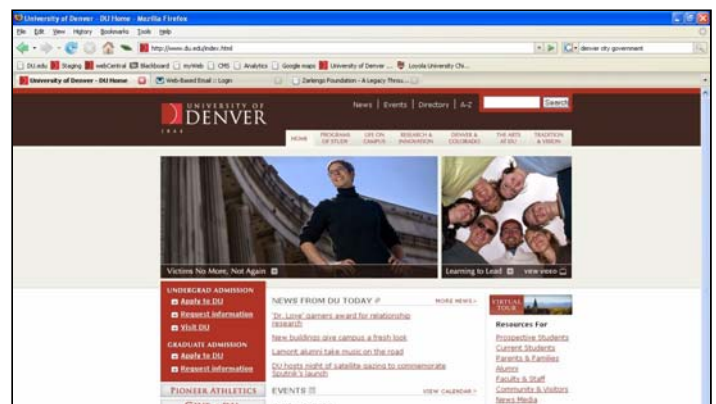 University of Denver - DU Home - Mozilla Firefox
File Edit View History Bookmarks Tools Help
http://www.du.edu/index.html
denver city government
DU.edu Staging webCentral Blackboard myWeb CMS Analytics Google maps University of Denver ... Loyola University Chi...
University of Denver - DU Home
Web-Based Email :: Login
Zarlengo Foundation - A Legacy Throu...
UNIVERSITY OF
DENVER
1864
News | Events | Directory | A-Z
Search
HOME
PROGRAMS OF STUDY
LIFE ON CAMPUS
RESEARCH & INNOVATION
DENVER & COLORADO
THE ARTS AT DU
TRADITION & VISION
Victims No More, Not Again
Learning to Lead
VIEW VIDEO
UNDERGRAD ADMISSION
Apply to DU
Request information
Visit DU
GRADUATE ADMISSION
Apply to DU
Request information
PIONEER ATHLETICS
NEWS FROM DU TODAY
MORE NEWS >
'Dr. Love' garners award for relationship
research
New buildings give campus a fresh look
Lamont alumni take music on the road
DU hosts night of satellite gazing to commemorate
Sputnik's launch
EVENTS
VIEW CALENDAR >
VIRTUAL
TOUR
Resources For
Prospective Students
Current Students
Parents & Families
Alumni
Faculty & Staff
Community & Visitors
News Media